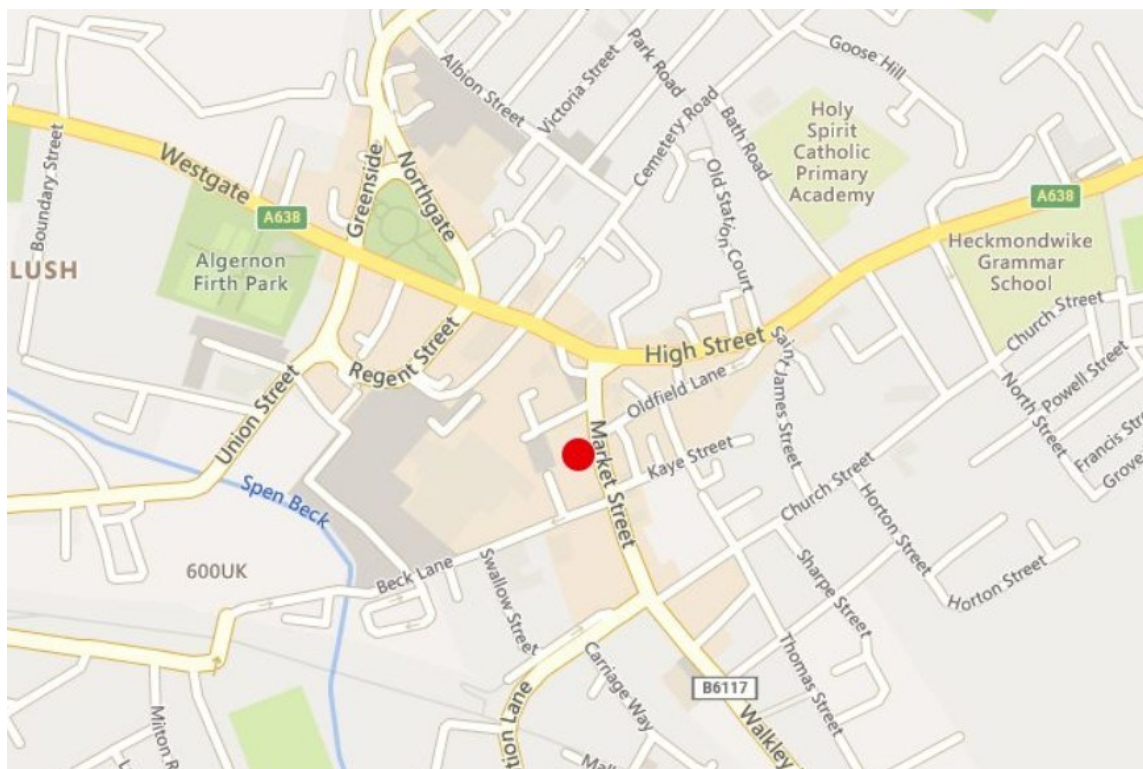 Goose Hill
Park Road
Victoria Street
Albion Street
Holy
Spirit
Catholic
Primary
Academy
Bath Road
Cemetery Road
Old Station Court
Westgate
Boundary Street
Greenside
Northgate
A638
A638
LUSH
Algernon
Firth Park
Heckmondwike
Grammar
School
Church Street
High Street
Regent Street
Saint James Street
Oldfield Lane
Powell Street
North Street
Union Street
Market Street
Kaye Street
Francis Stre
Grove
Spen Beck
Church Street
Horton Street
600UK
Beck Lane
Swallow Street
Sharpe Street
Horton Street
Carriage Way
Thomas Street
B6117
Milton R
tion Lane
Walkley